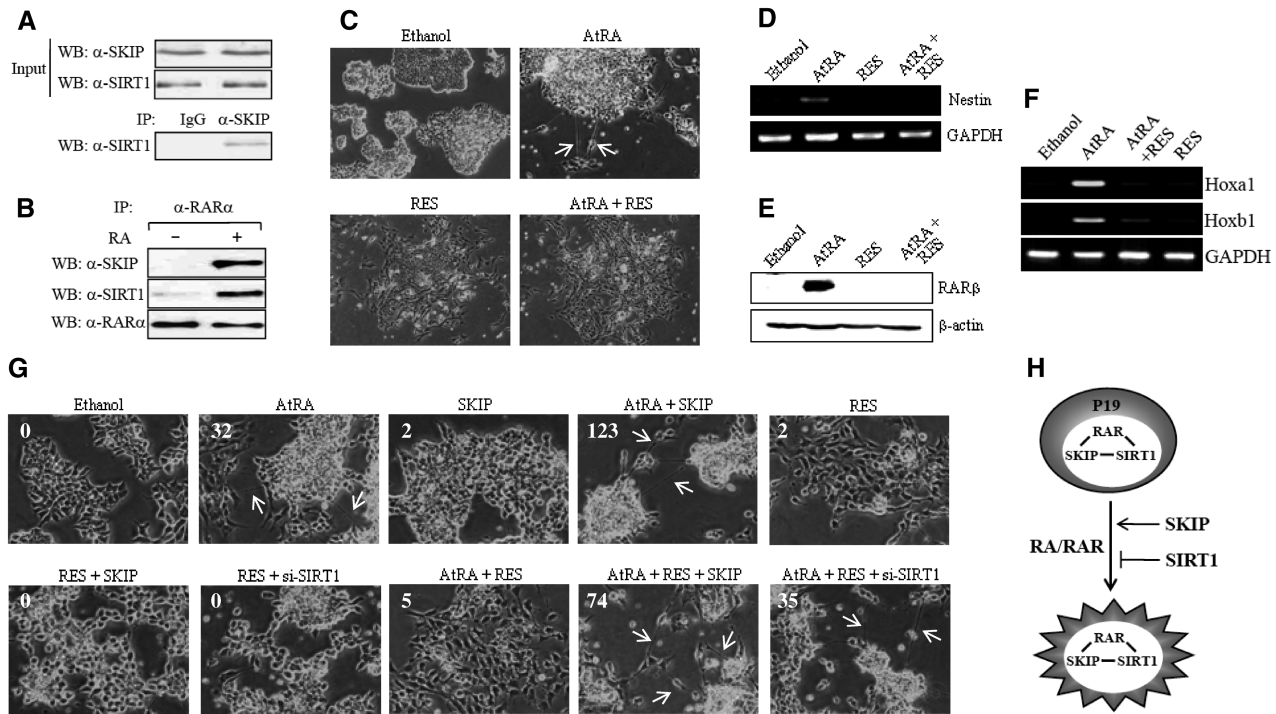 A
Input
WB: α-SKIP
WB: α-SIRT1
IP: IgG α-SKIP
WB: α-SIRT1
B
IP: α-RARα
RA − +
WB: α-SKIP
WB: α-SIRT1
WB: α-RARα
C
Ethanol AtRA
RES AtRA + RES
D
Ethanol AtRA RES AtRA + RES
Nestin
GAPDH
E
Ethanol AtRA RES AtRA + RES
RARβ
β-actin
F
Ethanol AtRA AtRA +RES RES
Hoxa1
Hoxb1
GAPDH
G
Ethanol AtRA SKIP AtRA + SKIP RES
0 32 2 123 2
RES + SKIP RES + si-SIRT1 AtRA + RES AtRA + RES + SKIP AtRA + RES + si-SIRT1
0 0 5 74 35
H
P19
RAR
SKIP SIRT1
SKIP
RA/RAR
SIRT1
RAR
SKIP SIRT1